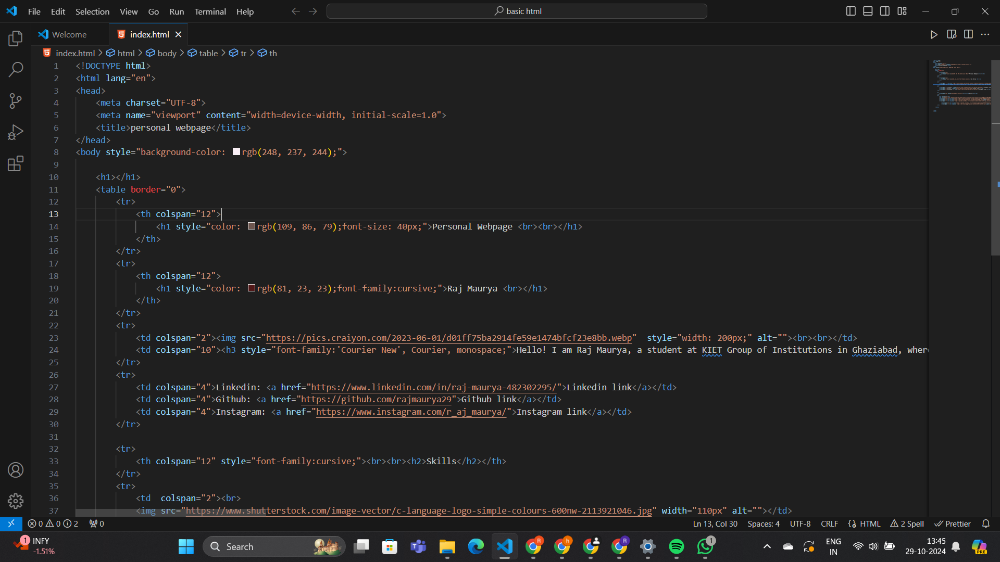 File Edit Selection View Go Run Terminal Help
basic html
Welcome
index.html
index.html > html > body > table > tr > th
1 <!DOCTYPE html>
2 <html lang="en">
3 <head>
4 <meta charset="UTF-8">
5 <meta name="viewport" content="width=device-width, initial-scale=1.0">
6 <title>personal webpage</title>
7 </head>
8 <body style="background-color: rgb(248, 237, 244);">
9
10 <h1></h1>
11 <table border="0">
12 <tr>
13 <th colspan="12">
14 <h1 style="color: rgb(109, 86, 79);font-size: 40px;">Personal Webpage <br><br></h1>
15 </th>
16 </tr>
17 <tr>
18 <th colspan="12">
19 <h1 style="color: rgb(81, 23, 23);font-family:cursive;">Raj Maurya <br></h1>
20 </th>
21 </tr>
22 <tr>
23 <td colspan="2"><img src="https://pics.craiyon.com/2023-06-01/d01ff75ba2914fe59e1474bfcf23e8bb.webp"  style="width: 200px;" alt=""><br><br></td>
24 <td colspan="10"><h3 style="font-family:'Courier New', Courier, monospace;">Hello! I am Raj Maurya, a student at KIET Group of Institutions in Ghaziabad, wher
25 </tr>
26 <tr>
27 <td colspan="4">Linkedin: <a href="https://www.linkedin.com/in/raj-maurya-482302295/">Linkedin link</a></td>
28 <td colspan="4">Github: <a href="https://github.com/rajmaurya29">Github link</a></td>
29 <td colspan="4">Instagram: <a href="https://www.instagram.com/r_aj_maurya/">Instagram link</a></td>
30 </tr>
31
32 <tr>
33 <th colspan="12" style="font-family:cursive;"><br><br><h2>Skills</h2></th>
34 </tr>
35 <tr>
36 <td  colspan="2"><br>
37 <img src="https://www.shutterstock.com/image-vector/c-language-logo-simple-colours-600nw-2113921046.jpg" width="110px" alt=""></td>
0 0 2 0
Ln 13, Col 30 Spaces: 4 UTF-8 CRLF HTML 2 Spell Prettier
1 INFY
-1.51%
Search
R h R 1
ENG
IN
13:45
29-10-2024
PRE